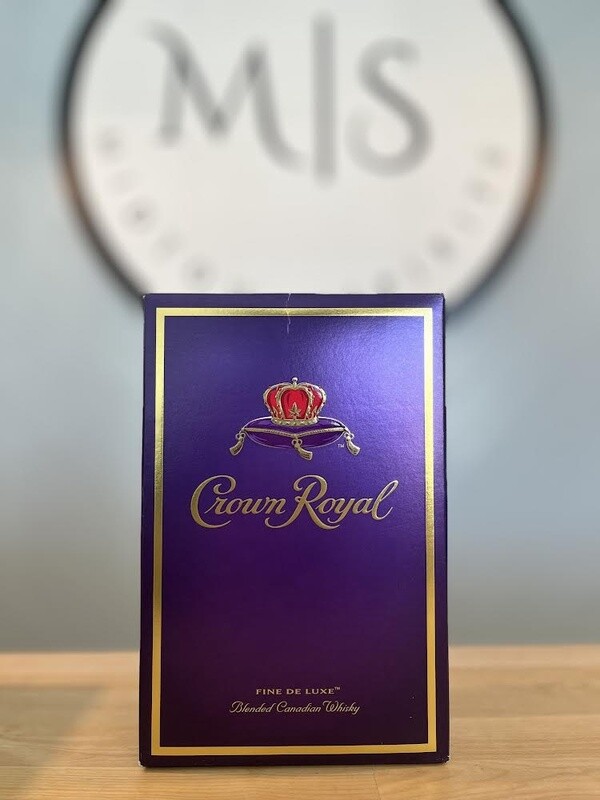 M|S
Crown Royal
FINE DE LUXE™
Blended Canadian Whisky